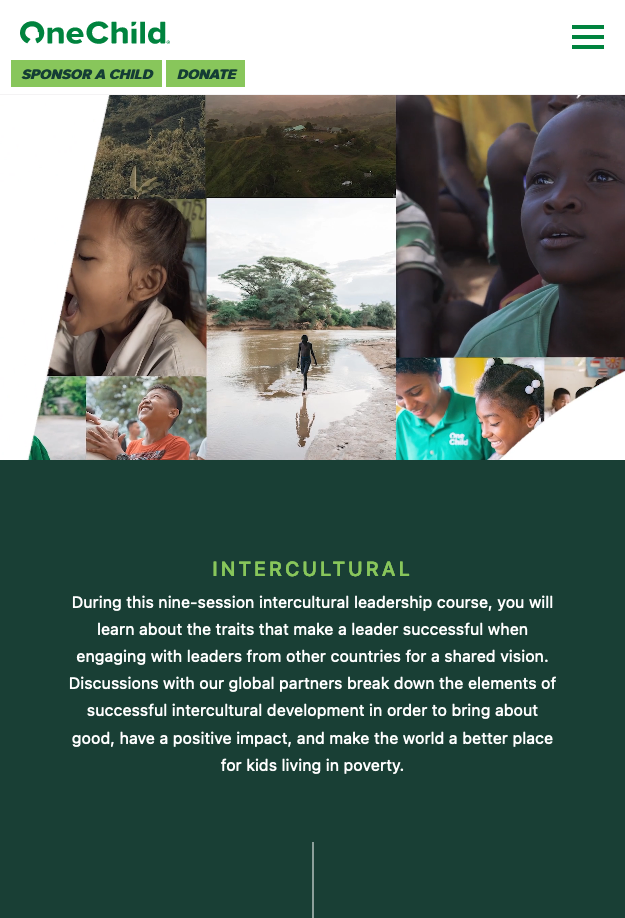 OneChild
SPONSOR A CHILD
DONATE
One
Child
INTERCULTURAL
During this nine-session intercultural leadership course, you will
learn about the traits that make a leader successful when
engaging with leaders from other countries for a shared vision.
Discussions with our global partners break down the elements of
successful intercultural development in order to bring about
good, have a positive impact, and make the world a better place
for kids living in poverty.